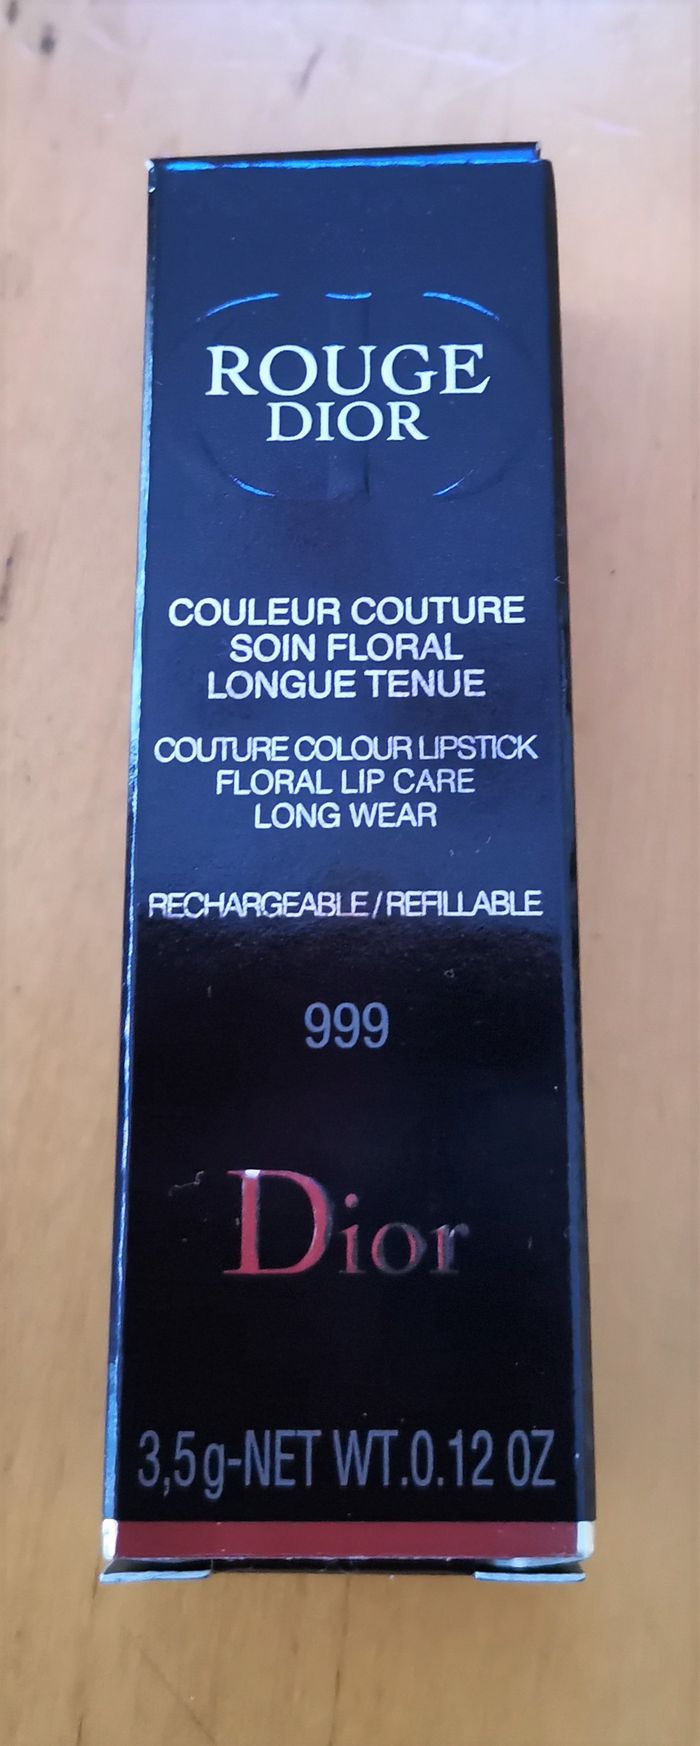 ROUGE
DIOR
COULEUR COUTURE
SOIN FLORAL
LONGUE TENUE
COUTURE COLOUR LIPSTICK
FLORAL LIP CARE
LONG WEAR
RECHARGEABLE / REFILLABLE
999
Dior
3,5g-NET WT.0.12 OZ